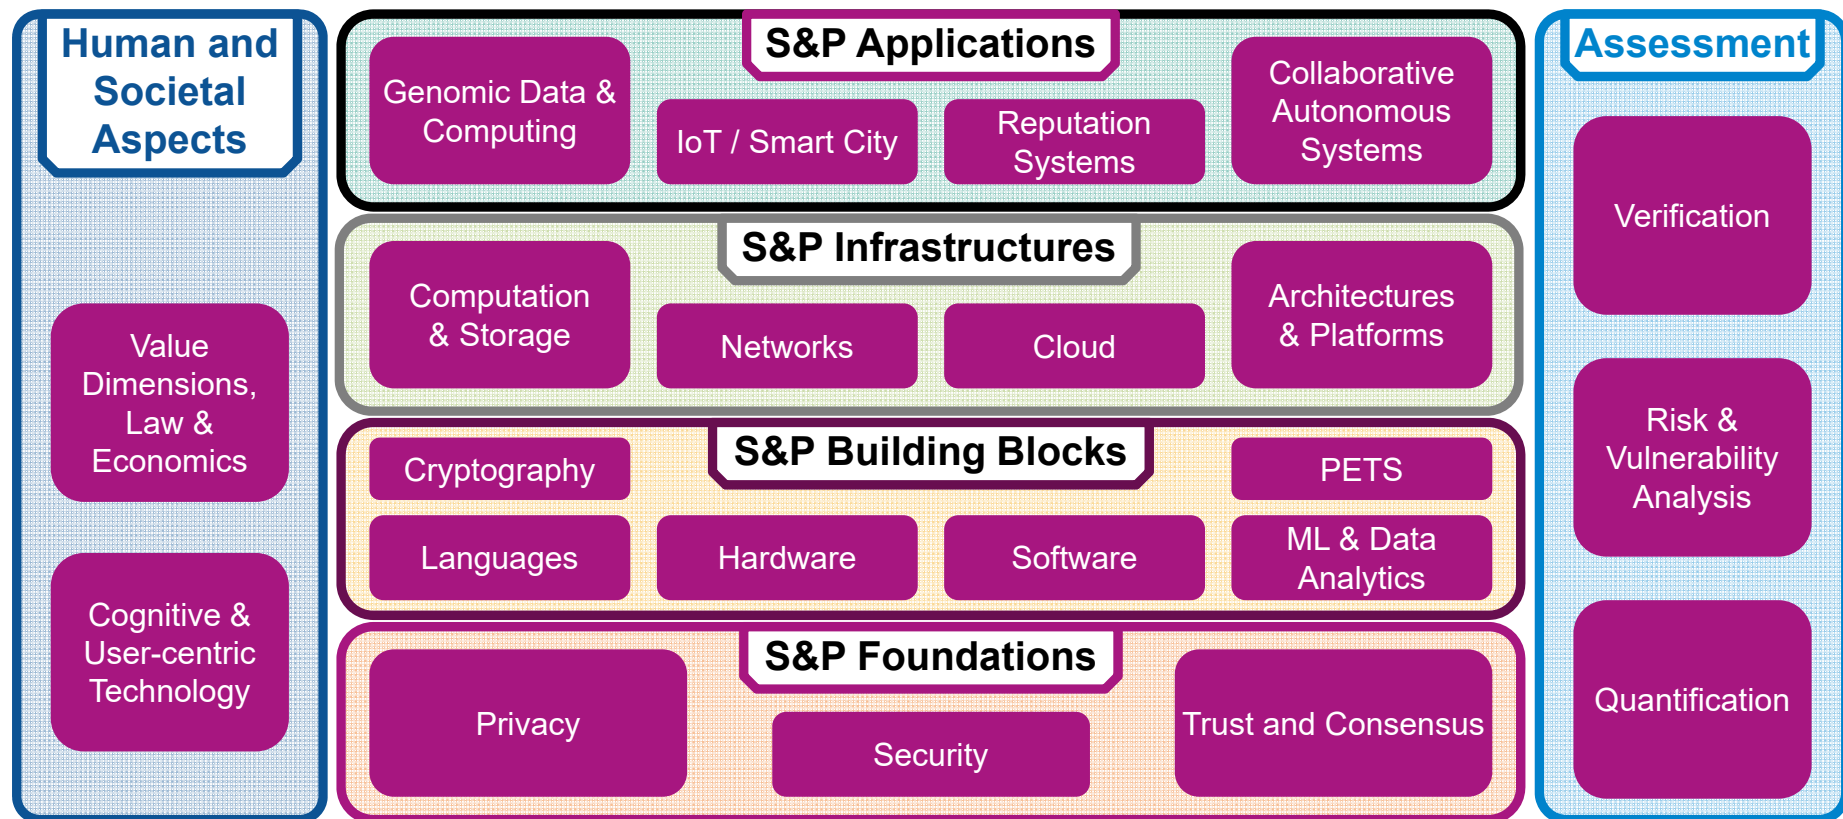 Human and
Societal
Aspects
Value
Dimensions,
Law &
Economics
Cognitive &
User-centric
Technology
S&P Applications
Genomic Data &
Computing
IoT / Smart City
Reputation
Systems
Collaborative
Autonomous
Systems
S&P Infrastructures
Computation
& Storage
Networks
Cloud
Architectures
& Platforms
S&P Building Blocks
Cryptography
PETS
Languages
Hardware
Software
ML & Data
Analytics
S&P Foundations
Privacy
Security
Trust and Consensus
Assessment
Verification
Risk &
Vulnerability
Analysis
Quantification